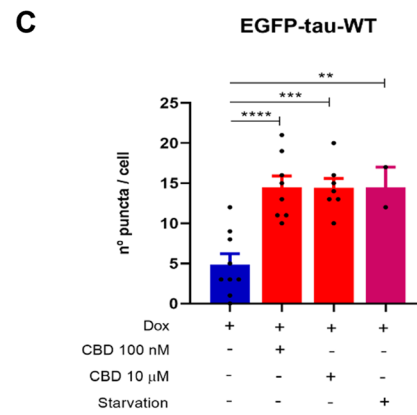 C
EGFP-tau-WT
**
***
****
25
20
15
10
5
0
nº puncta / cell
Dox + + + +
CBD 100 nM - + - -
CBD 10 µM - - + -
Starvation - - - +